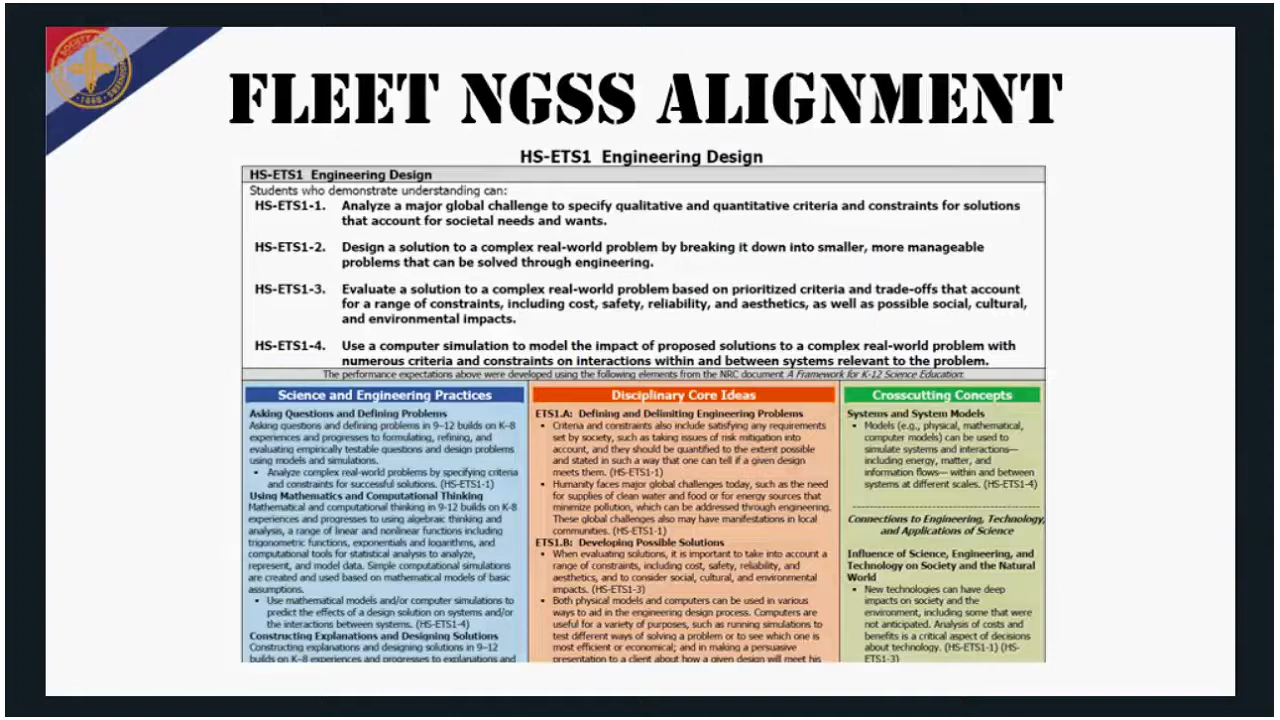 SOCIETY
1888
FLEET NGSS ALIGNMENT
HS-ETS1 Engineering Design
HS-ETS1 Engineering Design
Students who demonstrate understanding can:
HS-ETS1-1. Analyze a major global challenge to specify qualitative and quantitative criteria and constraints for solutions
that account for societal needs and wants.
HS-ETS1-2. Design a solution to a complex real-world problem by breaking it down into smaller, more manageable
problems that can be solved through engineering.
HS-ETS1-3. Evaluate a solution to a complex real-world problem based on prioritized criteria and trade-offs that account
for a range of constraints, including cost, safety, reliability, and aesthetics, as well as possible social, cultural,
and environmental impacts.
HS-ETS1-4. Use a computer simulation to model the impact of proposed solutions to a complex real-world problem with
numerous criteria and constraints on interactions within and between systems relevant to the problem.
The performance expectations above were developed using the following elements from the NRC document A Framework for K-12 Science Education:
Science and Engineering Practices
Asking Questions and Defining Problems
Asking questions and defining problems in 9–12 builds on K–8
experiences and progresses to formulating, refining, and
evaluating empirically testable questions and design problems
using models and simulations.
• Analyze complex real-world problems by specifying criteria
and constraints for successful solutions. (HS-ETS1-1)
Using Mathematics and Computational Thinking
Mathematical and computational thinking in 9-12 builds on K-8
experiences and progresses to using algebraic thinking and
analysis, a range of linear and nonlinear functions including
trigonometric functions, exponentials and logarithms, and
computational tools for statistical analysis to analyze,
represent, and model data. Simple computational simulations
are created and used based on mathematical models of basic
assumptions.
• Use mathematical models and/or computer simulations to
predict the effects of a design solution on systems and/or
the interactions between systems. (HS-ETS1-4)
Constructing Explanations and Designing Solutions
Constructing explanations and designing solutions in 9–12
builds on K–8 experiences and progresses to explanations and
Disciplinary Core Ideas
ETS1.A: Defining and Delimiting Engineering Problems
• Criteria and constraints also include satisfying any requirements
set by society, such as taking issues of risk mitigation into
account, and they should be quantified to the extent possible
and stated in such a way that one can tell if a given design
meets them. (HS-ETS1-1)
• Humanity faces major global challenges today, such as the need
for supplies of clean water and food or for energy sources that
minimize pollution, which can be addressed through engineering.
These global challenges also may have manifestations in local
communities. (HS-ETS1-1)
ETS1.B: Developing Possible Solutions
• When evaluating solutions, it is important to take into account a
range of constraints, including cost, safety, reliability, and
aesthetics, and to consider social, cultural, and environmental
impacts. (HS-ETS1-3)
• Both physical models and computers can be used in various
ways to aid in the engineering design process. Computers are
useful for a variety of purposes, such as running simulations to
test different ways of solving a problem or to see which one is
most efficient or economical; and in making a persuasive
presentation to a client about how a given design will meet his
Crosscutting Concepts
Systems and System Models
• Models (e.g., physical, mathematical,
computer models) can be used to
simulate systems and interactions—
including energy, matter, and
information flows— within and between
systems at different scales. (HS-ETS1-4)
Connections to Engineering, Technology,
and Applications of Science
Influence of Science, Engineering, and
Technology on Society and the Natural
World
• New technologies can have deep
impacts on society and the
environment, including some that were
not anticipated. Analysis of costs and
benefits is a critical aspect of decisions
about technology. (HS-ETS1-1) (HS-
ETS1-3)